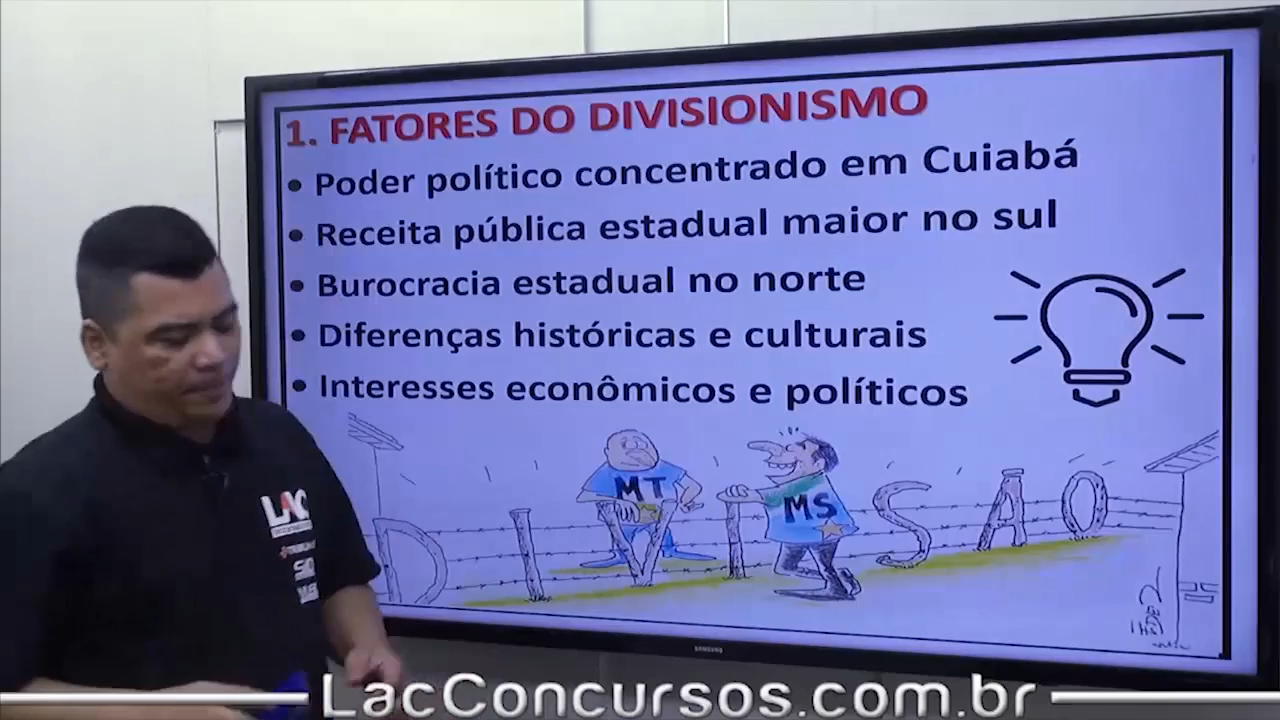 1. FATORES DO DIVISIONISMO
• Poder político concentrado em Cuiabá
• Receita pública estadual maior no sul
• Burocracia estadual no norte
• Diferenças históricas e culturais
• Interesses econômicos e políticos
MT
MS
DIVISÃO
LAC
SAMSUNG
LacConcursos.com.br